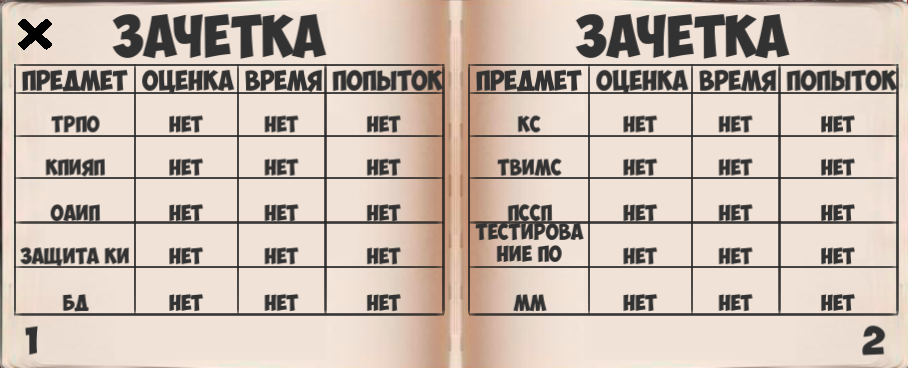 ЗАЧЕТКА
ПРЕДМЕТ ОЦЕНКА ВРЕМЯ ПОПЫТОК
ТРПО НЕТ НЕТ НЕТ
КПИЯП НЕТ НЕТ НЕТ
ОАИП НЕТ НЕТ НЕТ
ЗАЩИТА КИ НЕТ НЕТ НЕТ
БД НЕТ НЕТ НЕТ
1
ЗАЧЕТКА
ПРЕДМЕТ ОЦЕНКА ВРЕМЯ ПОПЫТОК
КС НЕТ НЕТ НЕТ
ТВИМС НЕТ НЕТ НЕТ
ПССП НЕТ НЕТ НЕТ
ТЕСТИРОВА
НИЕ ПО НЕТ НЕТ НЕТ
ММ НЕТ НЕТ НЕТ
2